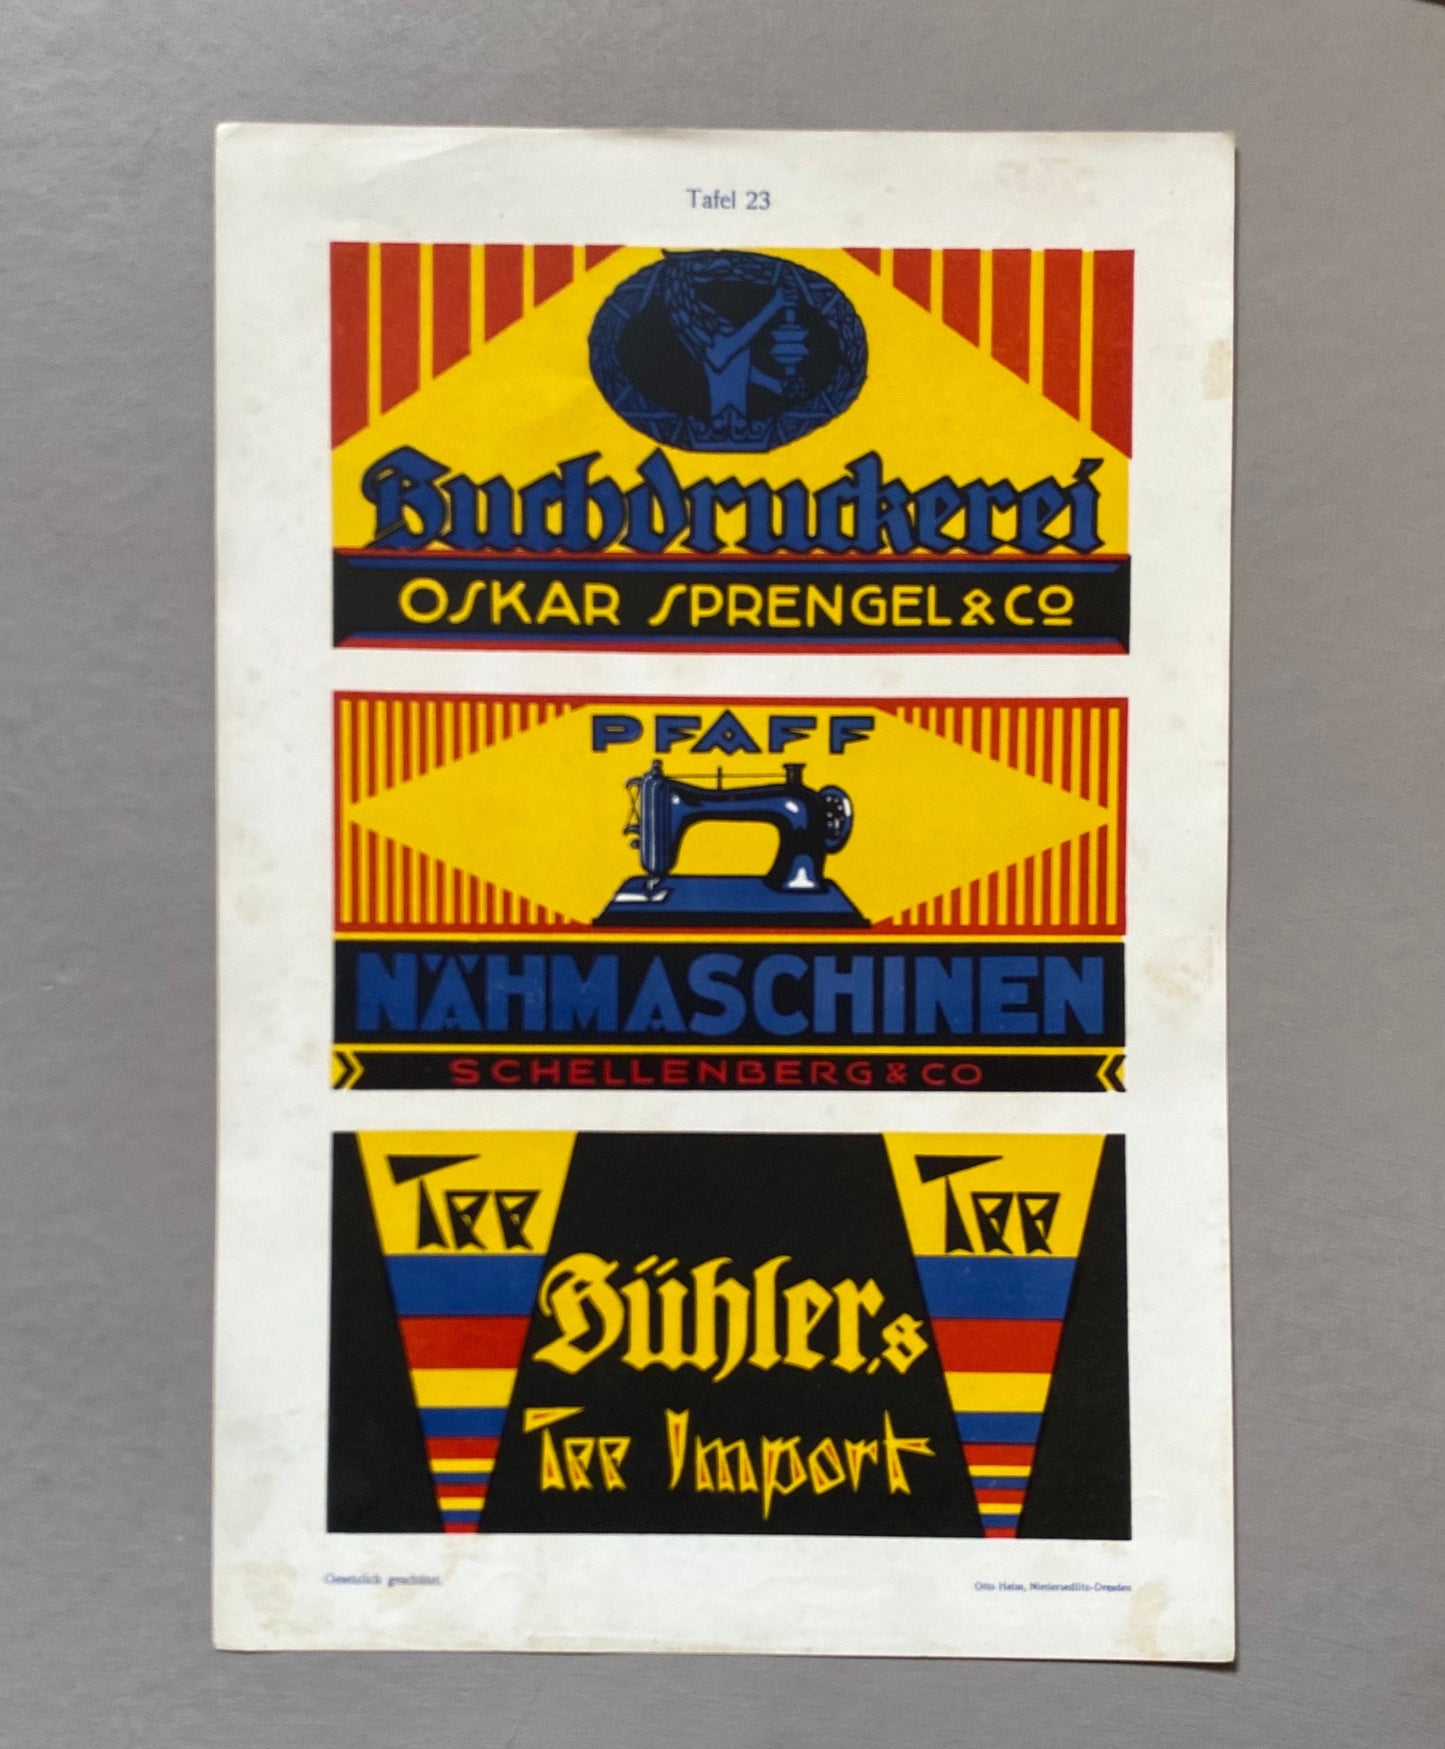 Tafel 23
Buchdruckerei
OSKAR SPRENGEL & CO
PFAFF
NÄHMASCHINEN
SCHELLENBERG & CO
Tee Tee
Bühler,s
Tee Import
Gesetzlich geschützt.
Otto Heim, Niedersedlitz-Dresden